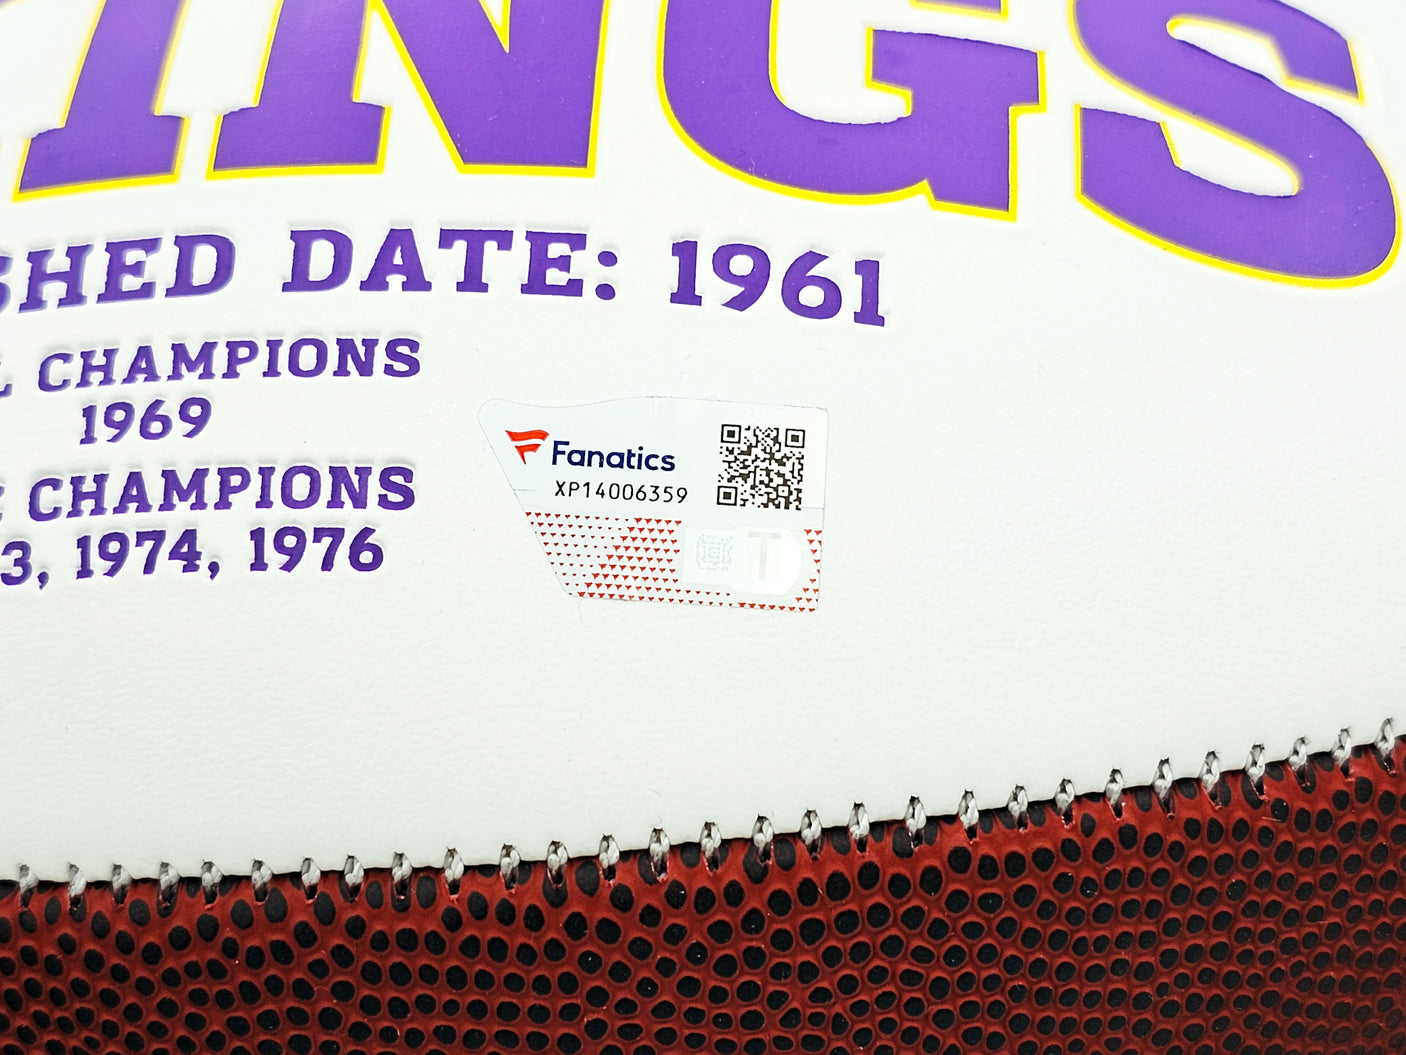 INGS
SHED DATE: 1961
L CHAMPIONS
1969
CHAMPIONS
3, 1974, 1976
Fanatics
XP14006359
T